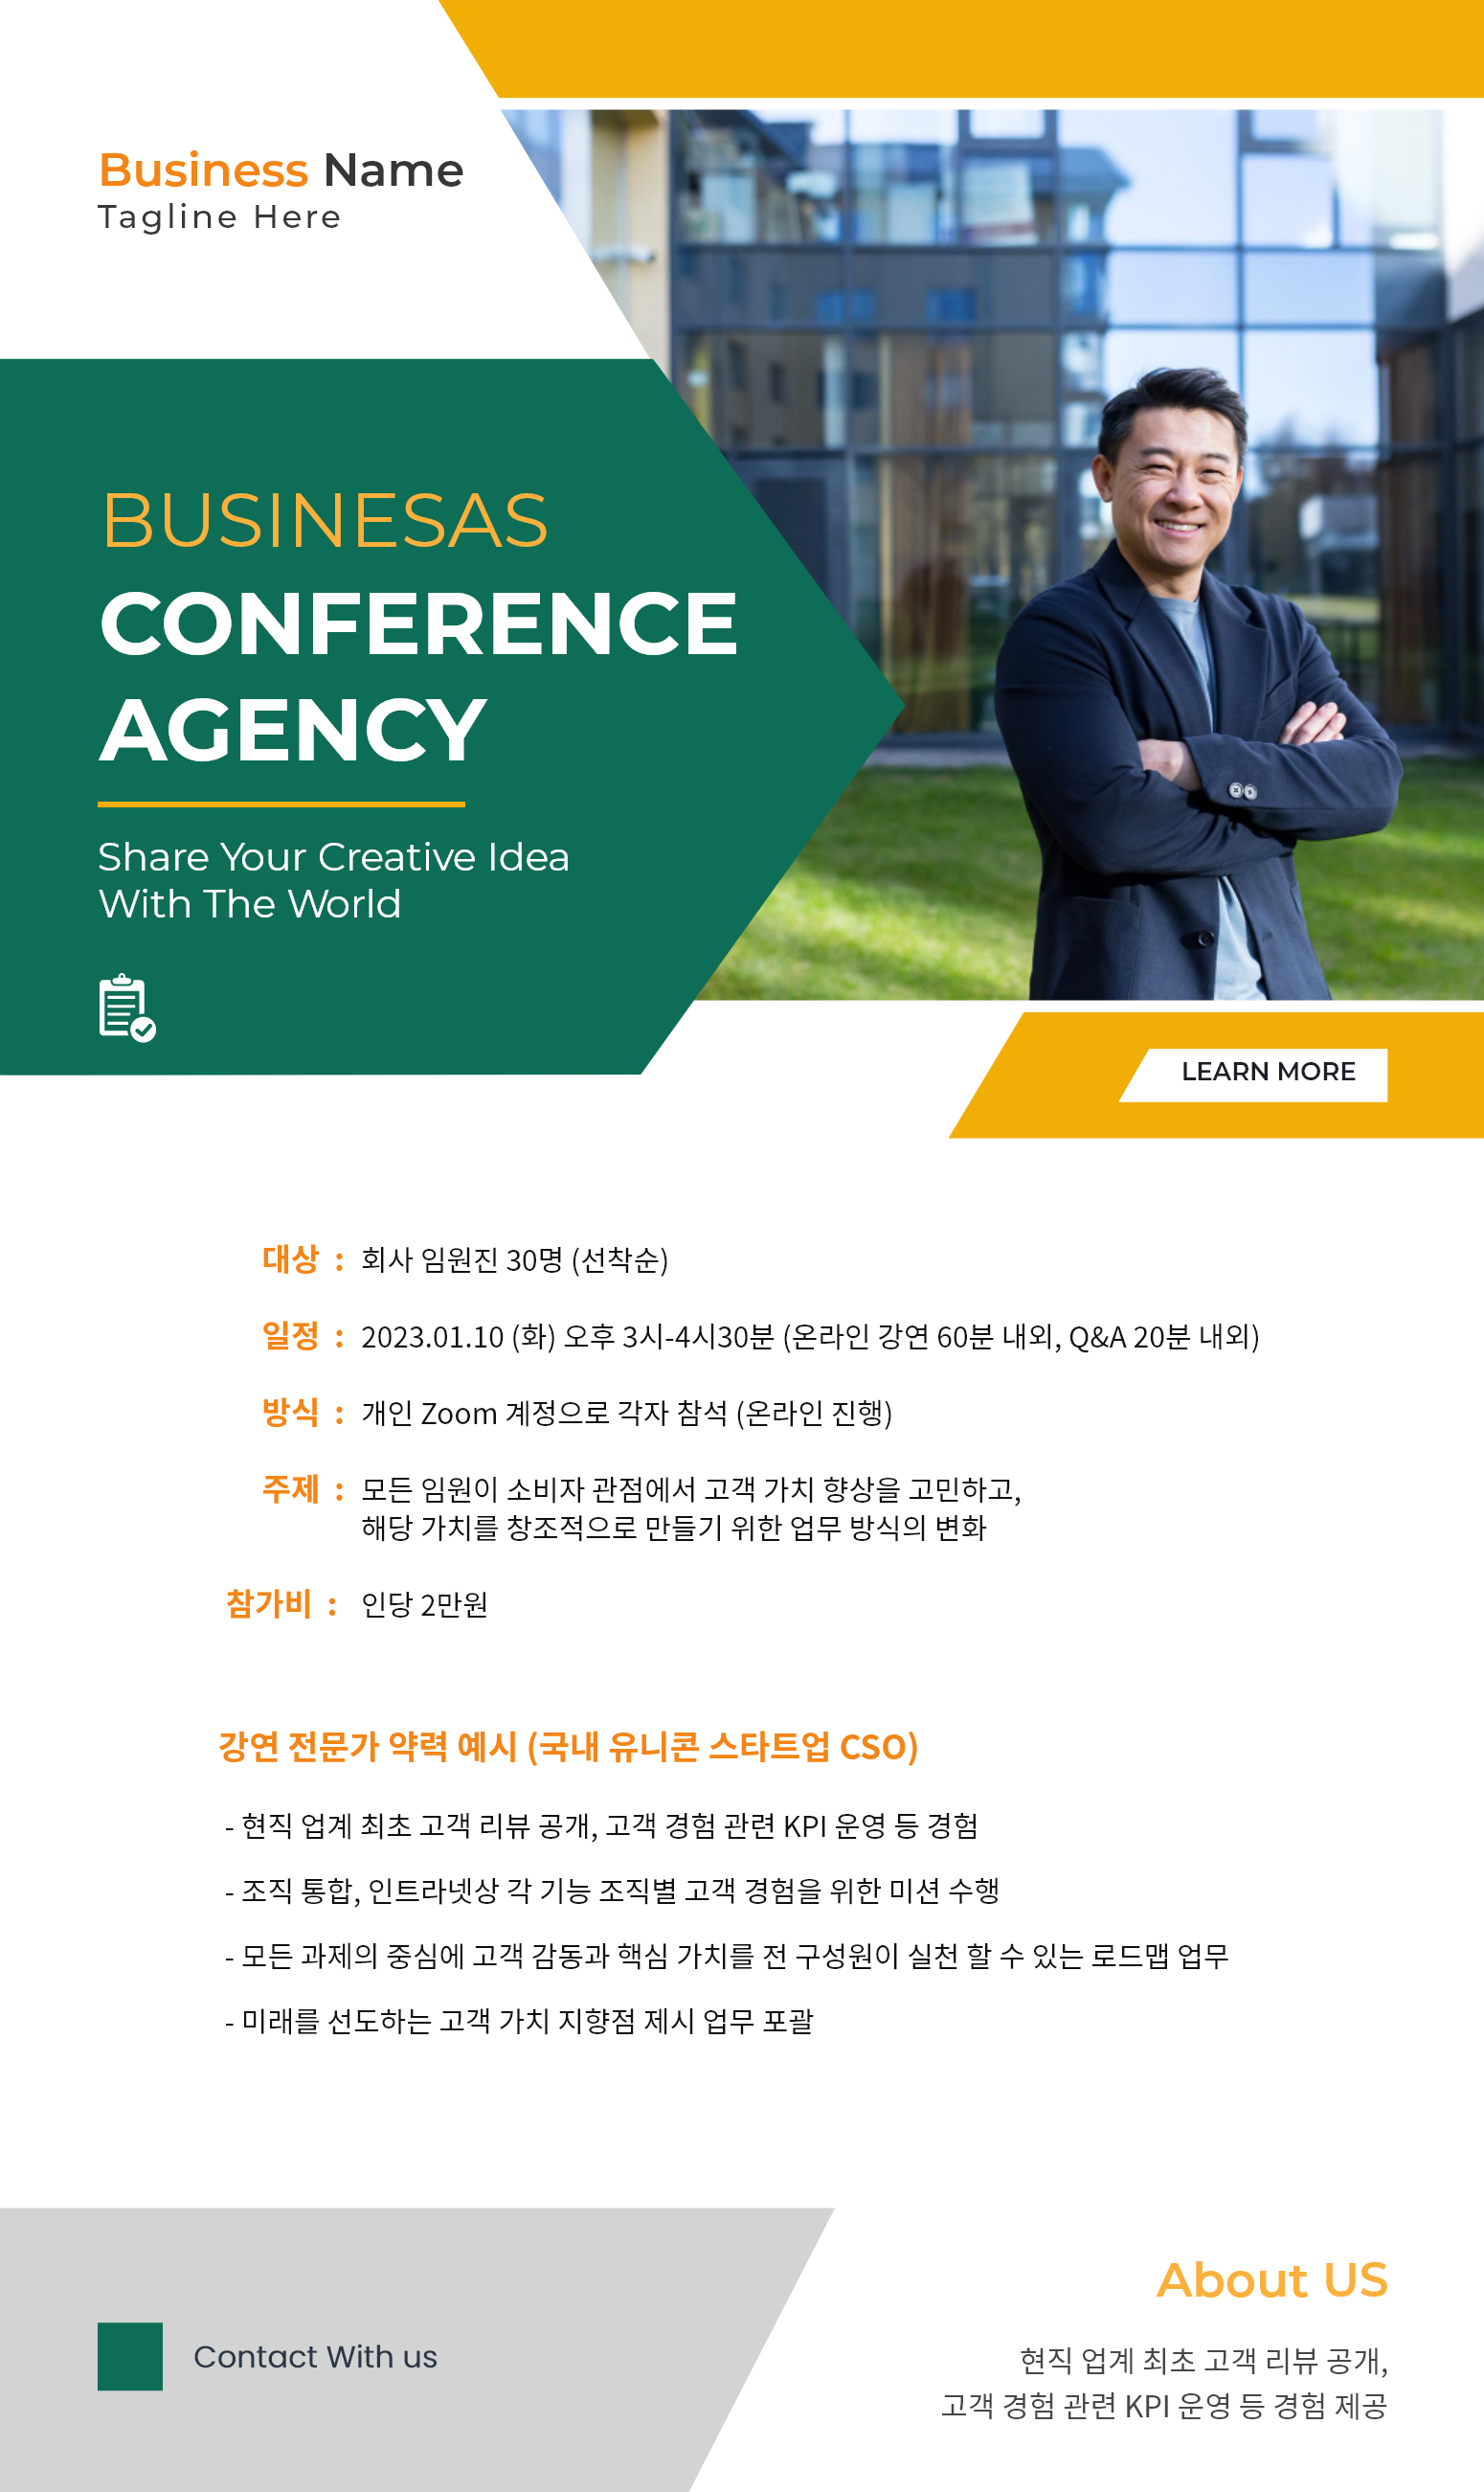 Business Name
Tagline Here
BUSINESAS
CONFERENCE
AGENCY
Share Your Creative Idea
With The World
LEARN MORE
대상 : 회사 임원진 30명 (선착순)
일정 : 2023.01.10 (화) 오후 3시-4시30분 (온라인 강연 60분 내외, Q&A 20분 내외)
방식 : 개인 Zoom 계정으로 각자 참석 (온라인 진행)
주제 : 모든 임원이 소비자 관점에서 고객 가치 향상을 고민하고,
해당 가치를 창조적으로 만들기 위한 업무 방식의 변화
참가비 : 인당 2만원
강연 전문가 약력 예시 (국내 유니콘 스타트업 CSO)
- 현직 업계 최초 고객 리뷰 공개, 고객 경험 관련 KPI 운영 등 경험
- 조직 통합, 인트라넷상 각 기능 조직별 고객 경험을 위한 미션 수행
- 모든 과제의 중심에 고객 감동과 핵심 가치를 전 구성원이 실천 할 수 있는 로드맵 업무
- 미래를 선도하는 고객 가치 지향점 제시 업무 포괄
Contact With us
About US
현직 업계 최초 고객 리뷰 공개,
고객 경험 관련 KPI 운영 등 경험 제공